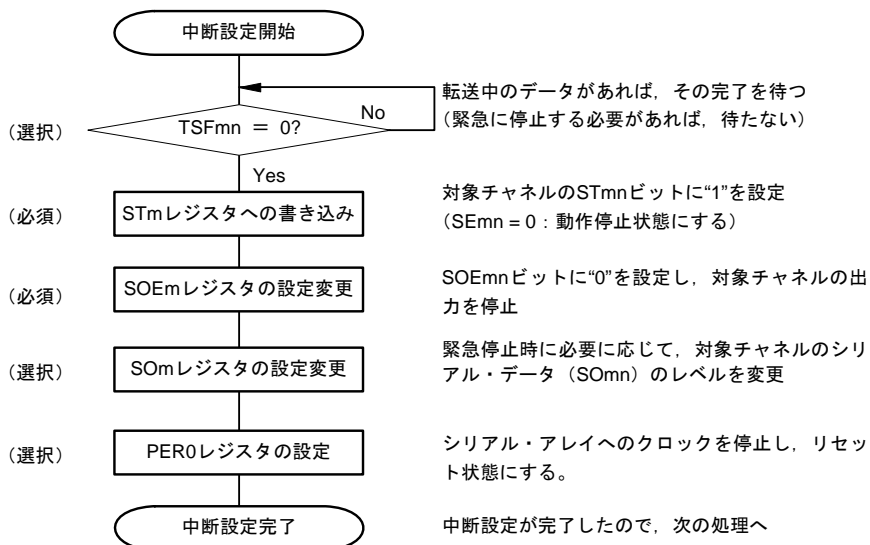 中断設定開始
転送中のデータがあれば，その完了を待つ
（緊急に停止する必要があれば，待たない）
（選択）
TSFmn ＝ 0?
No
Yes
（必須）
STmレジスタへの書き込み
対象チャネルのSTmnビットに“1”を設定
（SEmn = 0：動作停止状態にする）
（必須）
SOEmレジスタの設定変更
SOEmnビットに“0”を設定し，対象チャネルの出
力を停止
（選択）
SOmレジスタの設定変更
緊急停止時に必要に応じて，対象チャネルのシリ
アル・データ（SOmn）のレベルを変更
（選択）
PER0レジスタの設定
シリアル・アレイへのクロックを停止し，リセッ
ト状態にする。
中断設定完了
中断設定が完了したので，次の処理へ